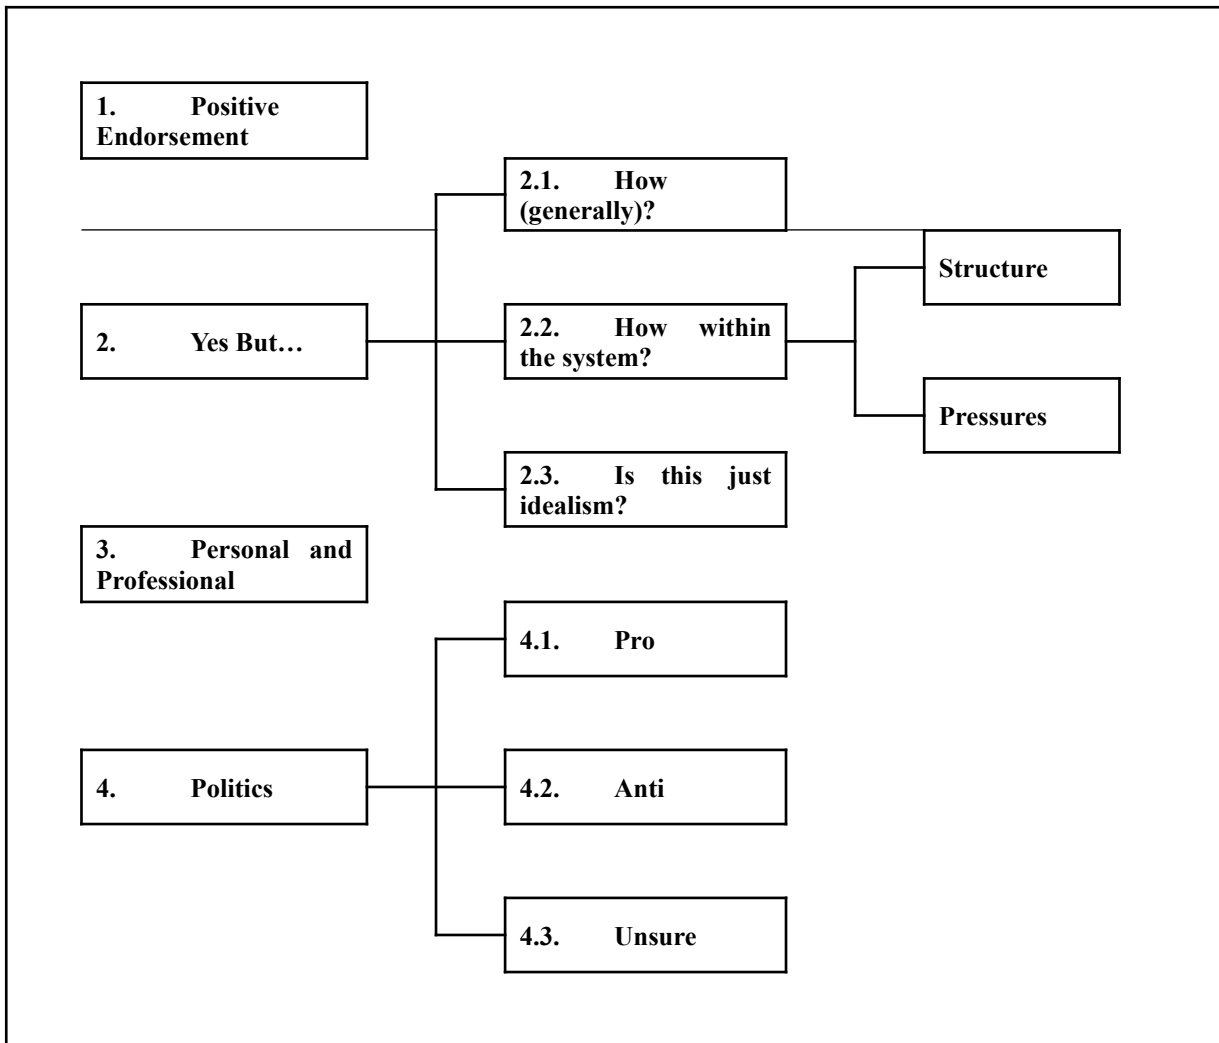 1. Positive
Endorsement
2.1. How
(generally)?
Structure
2. Yes But…
2.2. How within
the system?
Pressures
2.3. Is this just
idealism?
3. Personal and
Professional
4.1. Pro
4. Politics
4.2. Anti
4.3. Unsure